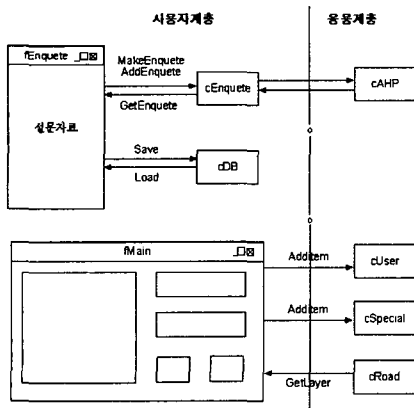 사용자계층
응용계층
fEnquete
MakeEnquete
AddEnquete
GetEnquete
cEnquete
cAHP
설문자료
Save
Load
cDB
fMain
AddItem
cUser
AddItem
cSpecial
GetLayer
cRoad